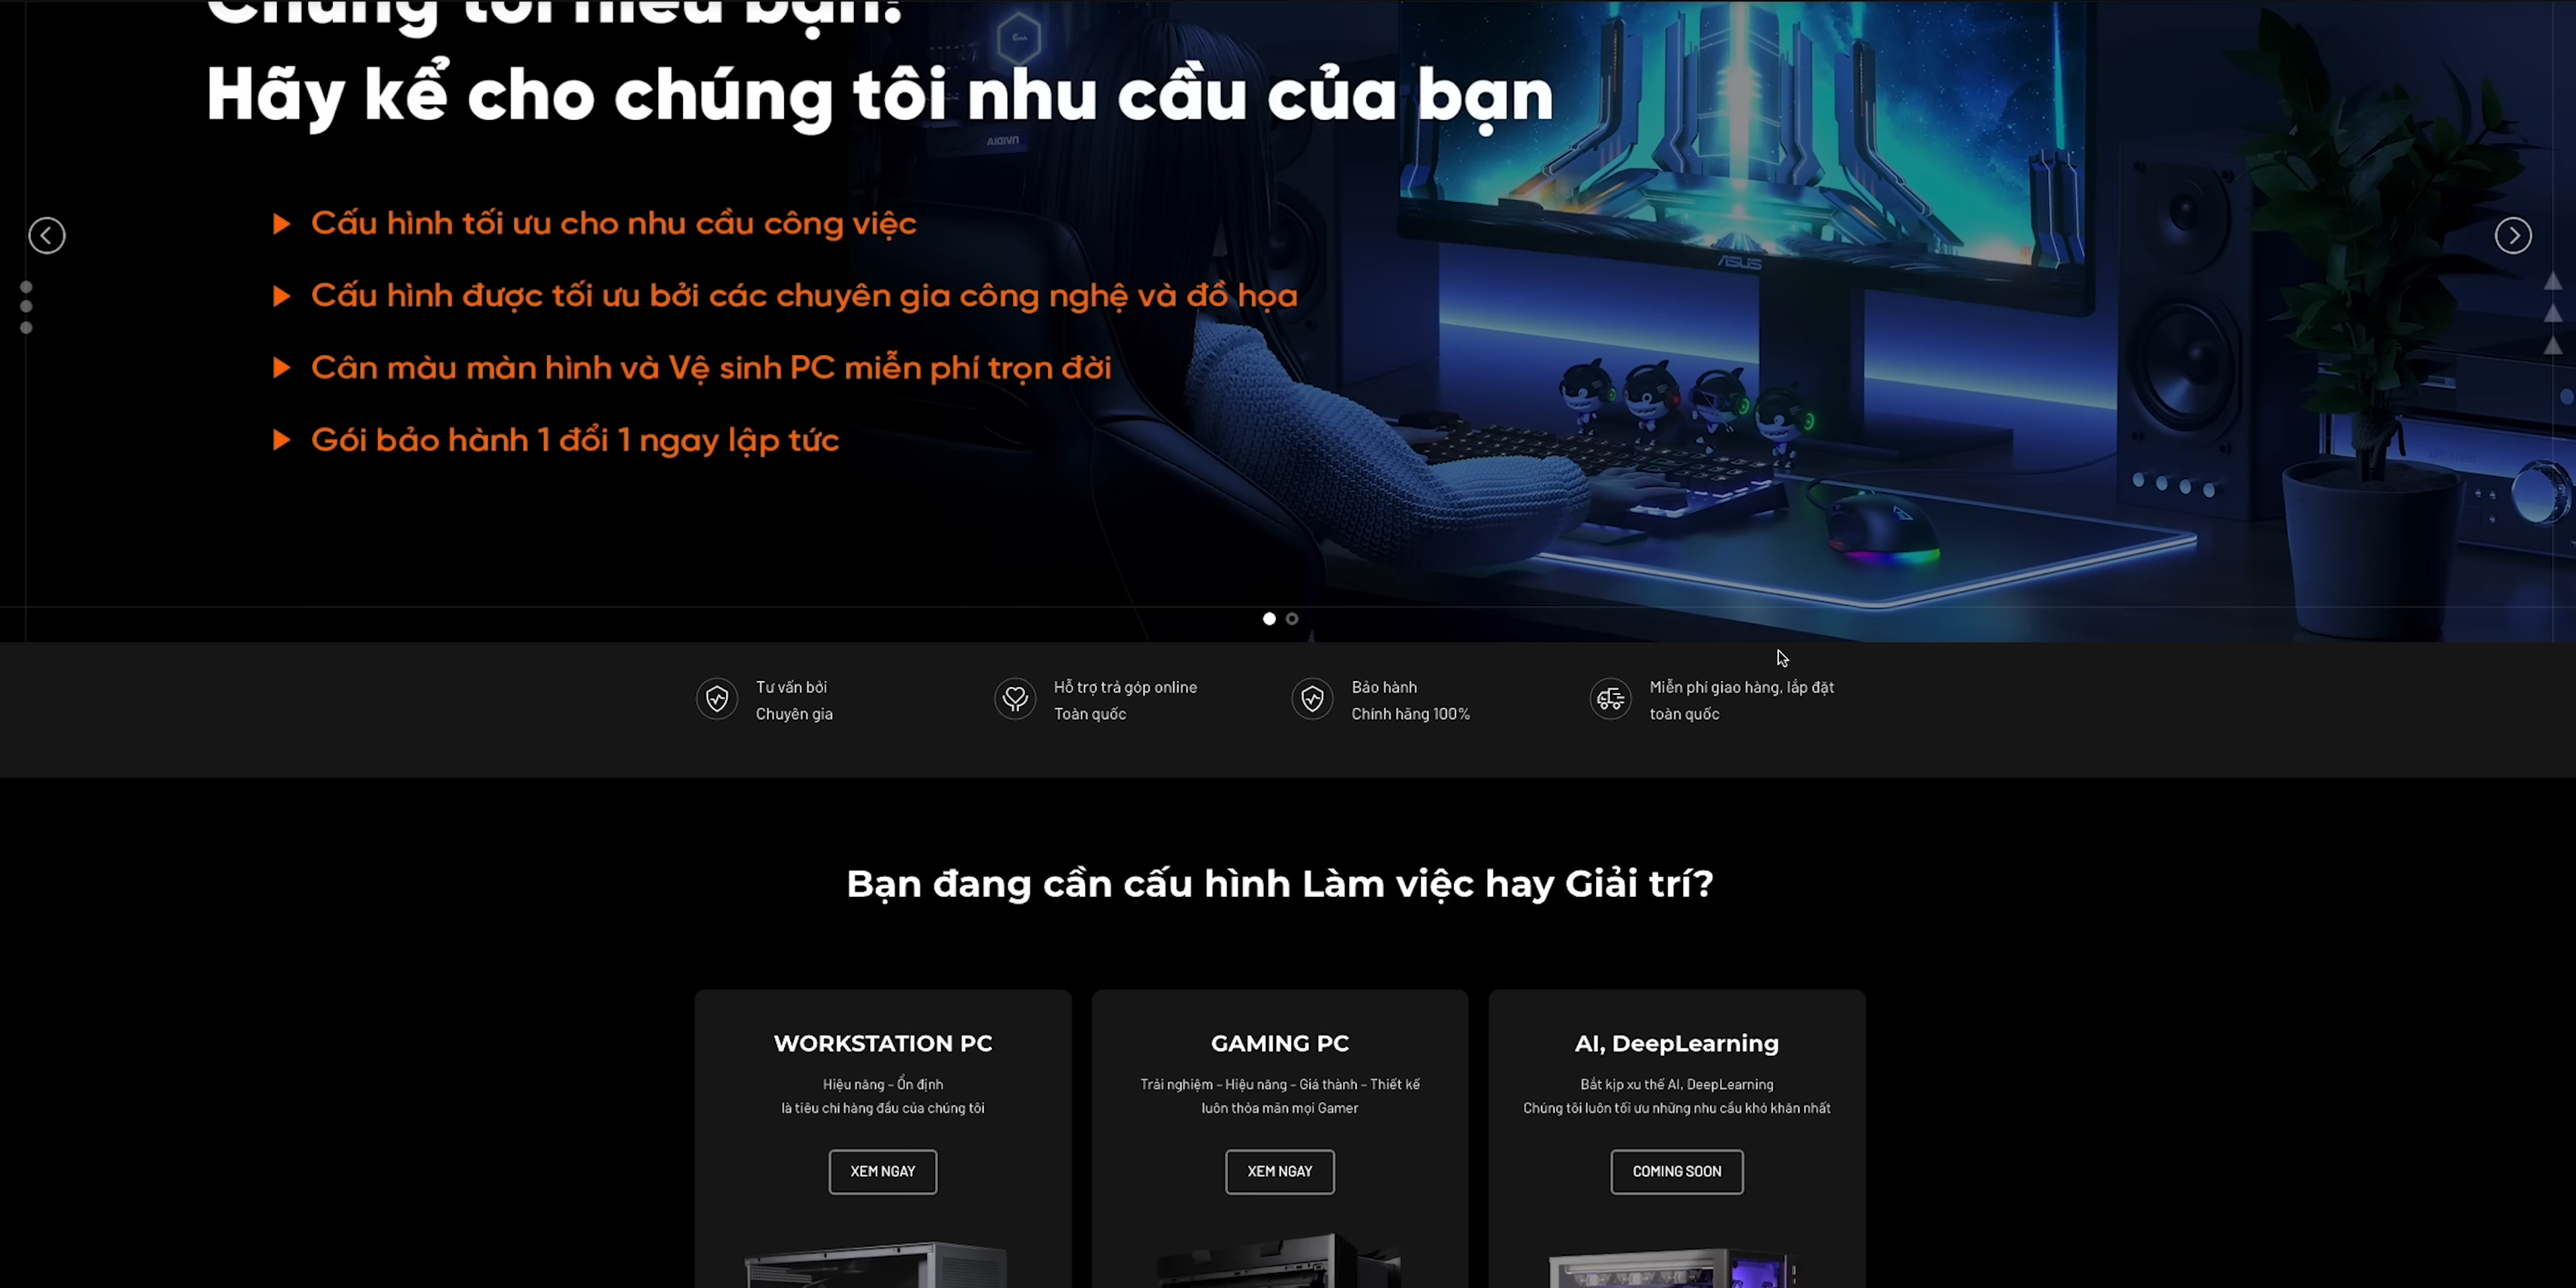 Chúng tôi hiểu bạn!
Hãy kể cho chúng tôi nhu cầu của bạn
NVIDIA
ASUS
Cấu hình tối ưu cho nhu cầu công việc
Cấu hình được tối ưu bởi các chuyên gia công nghệ và đồ họa
Cân màu màn hình và Vệ sinh PC miễn phí trọn đời
Gói bảo hành 1 đổi 1 ngay lập tức
Tư vấn bởi
Chuyên gia
Hỗ trợ trả góp online
Toàn quốc
Bảo hành
Chính hãng 100%
Miễn phí giao hàng, lắp đặt
toàn quốc
Bạn đang cần cấu hình Làm việc hay Giải trí?
WORKSTATION PC
Hiệu năng – Ổn định
là tiêu chí hàng đầu của chúng tôi
XEM NGAY
GAMING PC
Trải nghiệm – Hiệu năng – Giá thành – Thiết kế
luôn thỏa mãn mọi Gamer
XEM NGAY
AI, DeepLearning
Bắt kịp xu thế AI, DeepLearning
Chúng tôi luôn tối ưu những nhu cầu khó khăn nhất
COMING SOON